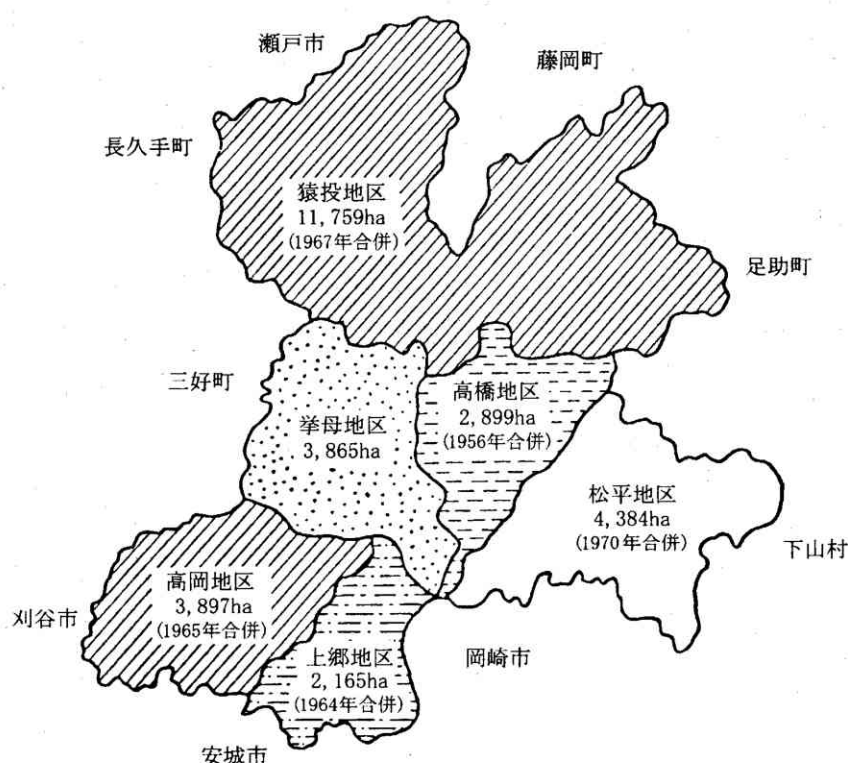 瀬戸市
藤岡町
長久手町
猿投地区
11,759ha
(1967年合併)
足助町
三好町
挙母地区
3,865ha
高橋地区
2,899ha
(1956年合併)
松平地区
4,384ha
(1970年合併)
下山村
高岡地区
3,897ha
(1965年合併)
刈谷市
上郷地区
2,165ha
(1964年合併)
岡崎市
安城市